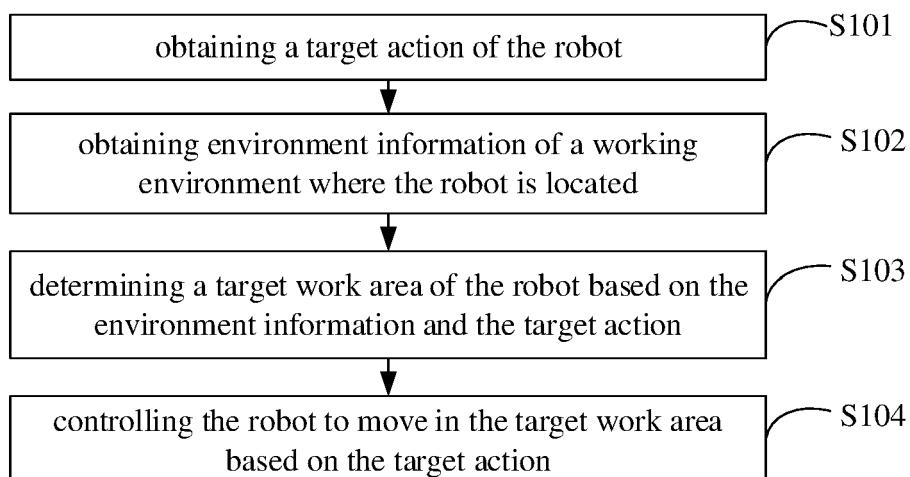 obtaining a target action of the robot
S101
obtaining environment information of a working
environment where the robot is located
S102
determining a target work area of the robot based on the
environment information and the target action
S103
controlling the robot to move in the target work area
based on the target action
S104